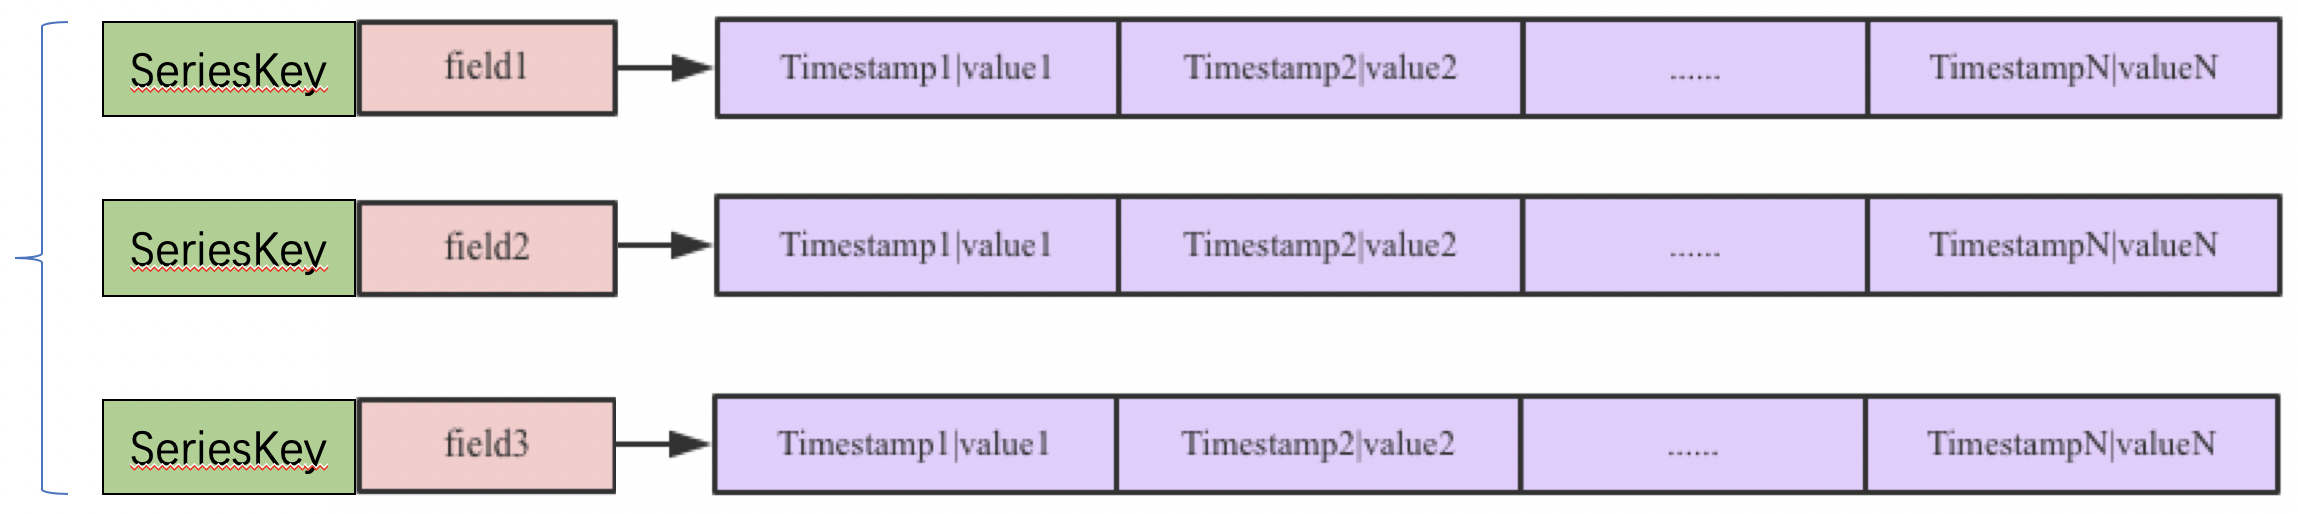 SeriesKey field1 Timestamp1|value1 Timestamp2|value2 ...... TimestampN|valueN
SeriesKey field2 Timestamp1|value1 Timestamp2|value2 ...... TimestampN|valueN
SeriesKey field3 Timestamp1|value1 Timestamp2|value2 ...... TimestampN|valueN